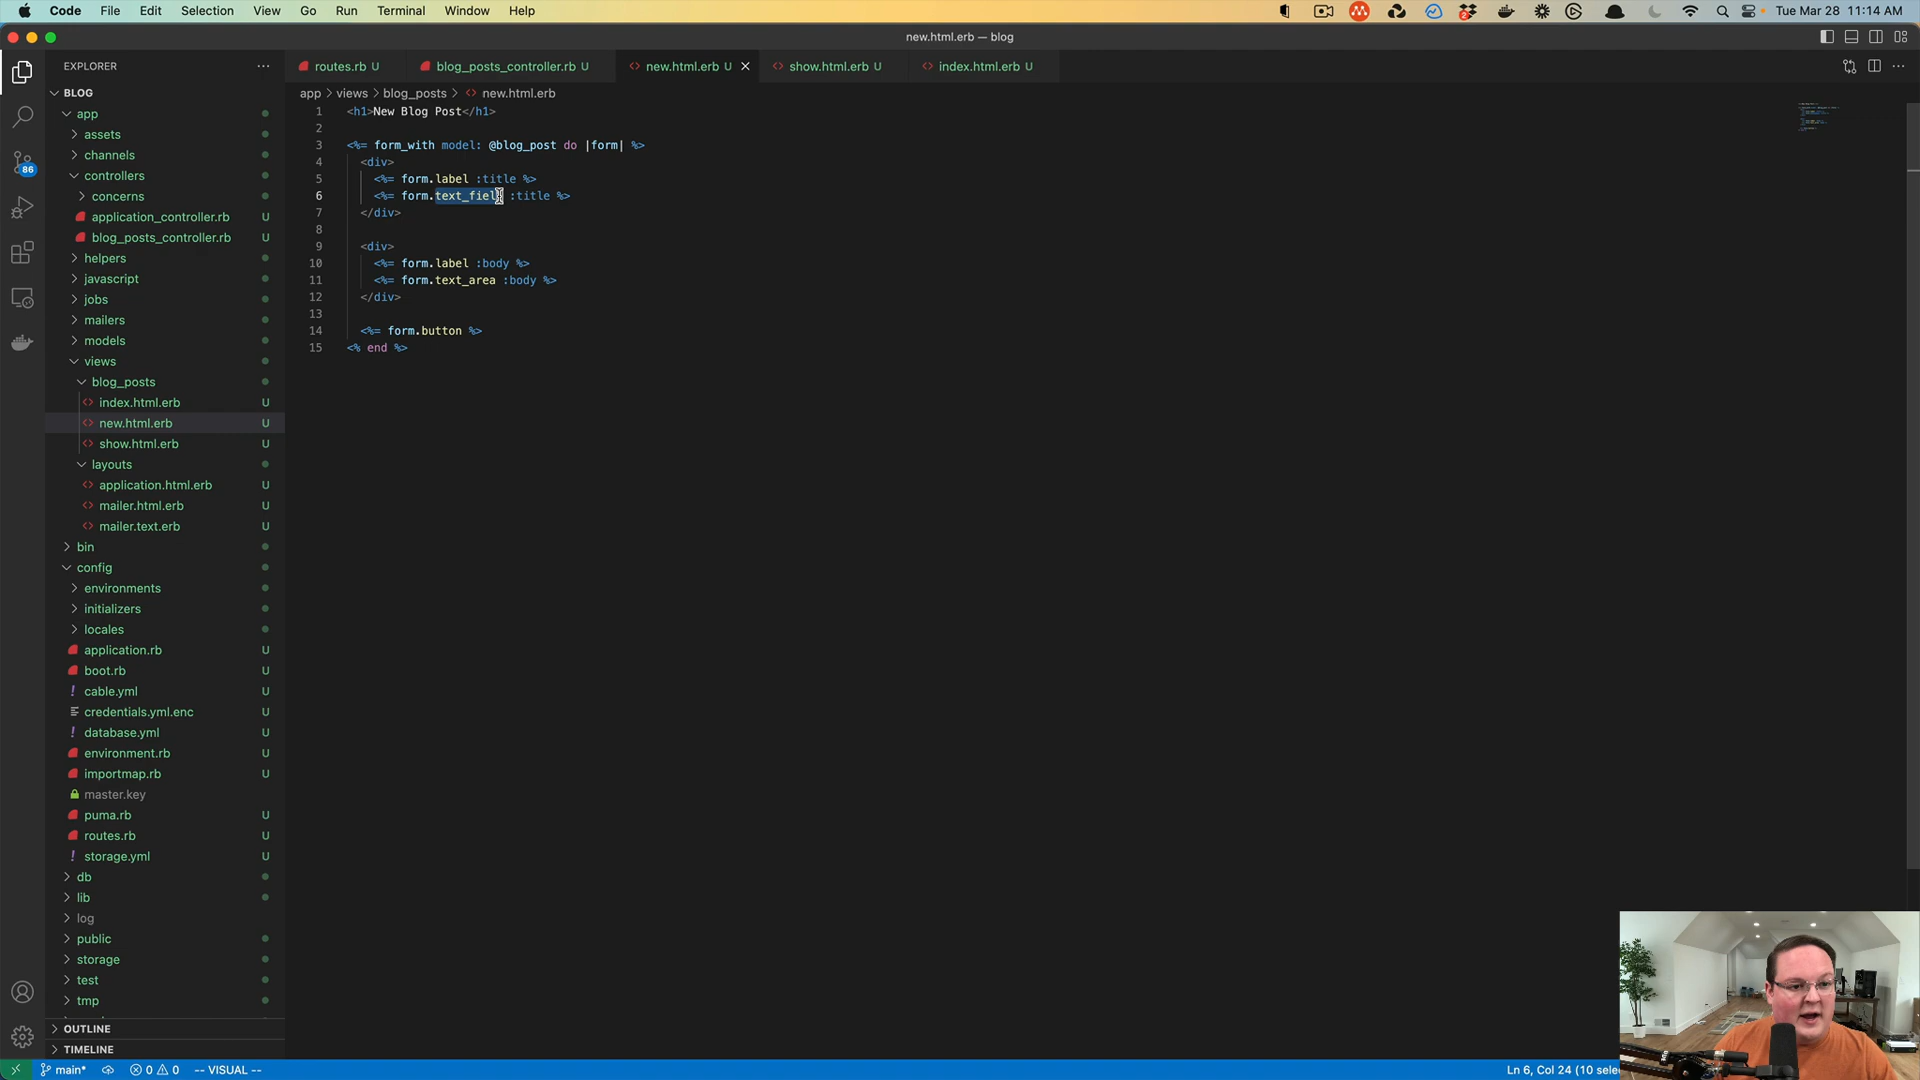 Code File Edit Selection View Go Run Terminal Window Help
2
Tue Mar 28 11:14 AM
new.html.erb — blog
EXPLORER
routes.rb U
blog_posts_controller.rb U
new.html.erb U
show.html.erb U
index.html.erb U
app > views > blog_posts > new.html.erb
BLOG
app
assets
channels
controllers
concerns
application_controller.rb U
blog_posts_controller.rb U
helpers
javascript
jobs
mailers
models
views
blog_posts
index.html.erb U
new.html.erb U
show.html.erb U
layouts
application.html.erb U
mailer.html.erb U
mailer.text.erb U
bin
config
environments
initializers
locales
application.rb U
boot.rb U
cable.yml U
credentials.yml.enc U
database.yml U
environment.rb U
importmap.rb U
master.key
puma.rb U
routes.rb U
storage.yml U
db
lib
log
public
storage
test
tmp
OUTLINE
TIMELINE
86
1 <h1>New Blog Post</h1>
2
3 <%= form_with model: @blog_post do |form| %>
4 <div>
5 <%= form.label :title %>
6 <%= form.text_field :title %>
7 </div>
8
9 <div>
10 <%= form.label :body %>
11 <%= form.text_area :body %>
12 </div>
13
14 <%= form.button %>
15 <% end %>
main* 0 0 -- VISUAL --
Ln 6, Col 24 (10 sele